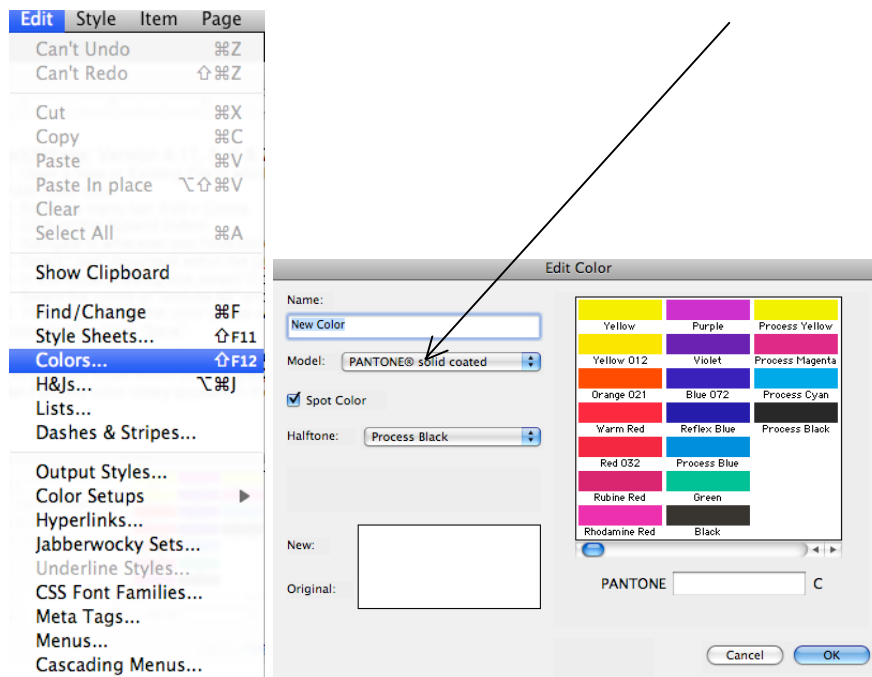 Edit Style Item Page
Can't Undo ⌘Z
Can't Redo ⇧⌘Z
Cut ⌘X
Copy ⌘C
Paste ⌘V
Paste In place ⌥⇧⌘V
Clear
Select All ⌘A
Show Clipboard
Find/Change ⌘F
Style Sheets... ⇧F11
Colors... ⇧F12
H&Js... ⌥⌘J
Lists...
Dashes & Stripes...
Output Styles...
Color Setups
Hyperlinks...
Jabberwocky Sets...
Underline Styles...
CSS Font Families...
Meta Tags...
Menus...
Cascading Menus...
Edit Color
Name:
New Color
Model: PANTONE® solid coated
Spot Color
Halftone: Process Black
New:
Original:
Yellow Purple Process Yellow
Yellow 012 Violet Process Magenta
Orange 021 Blue 072 Process Cyan
Warm Red Reflex Blue Process Black
Red 032 Process Blue
Rubine Red Green
Rhodamine Red Black
PANTONE C
Cancel OK